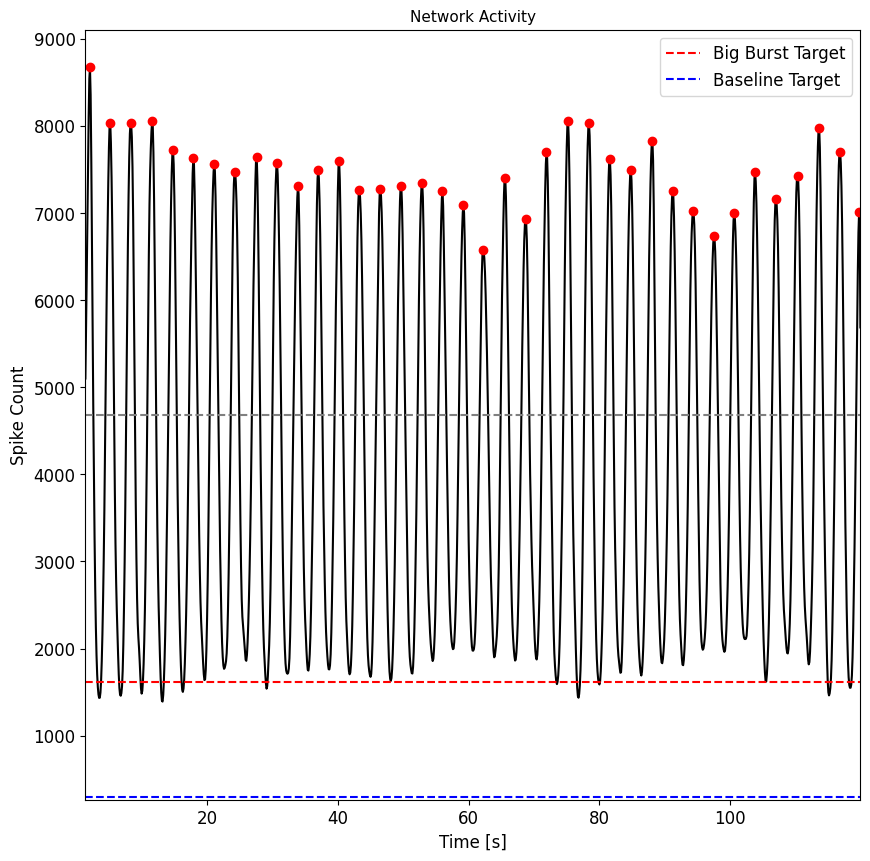 Network Activity
Big Burst Target
Baseline Target
Spike Count
9000
8000
7000
6000
5000
4000
3000
2000
1000
20
40
60
80
100
Time [s]